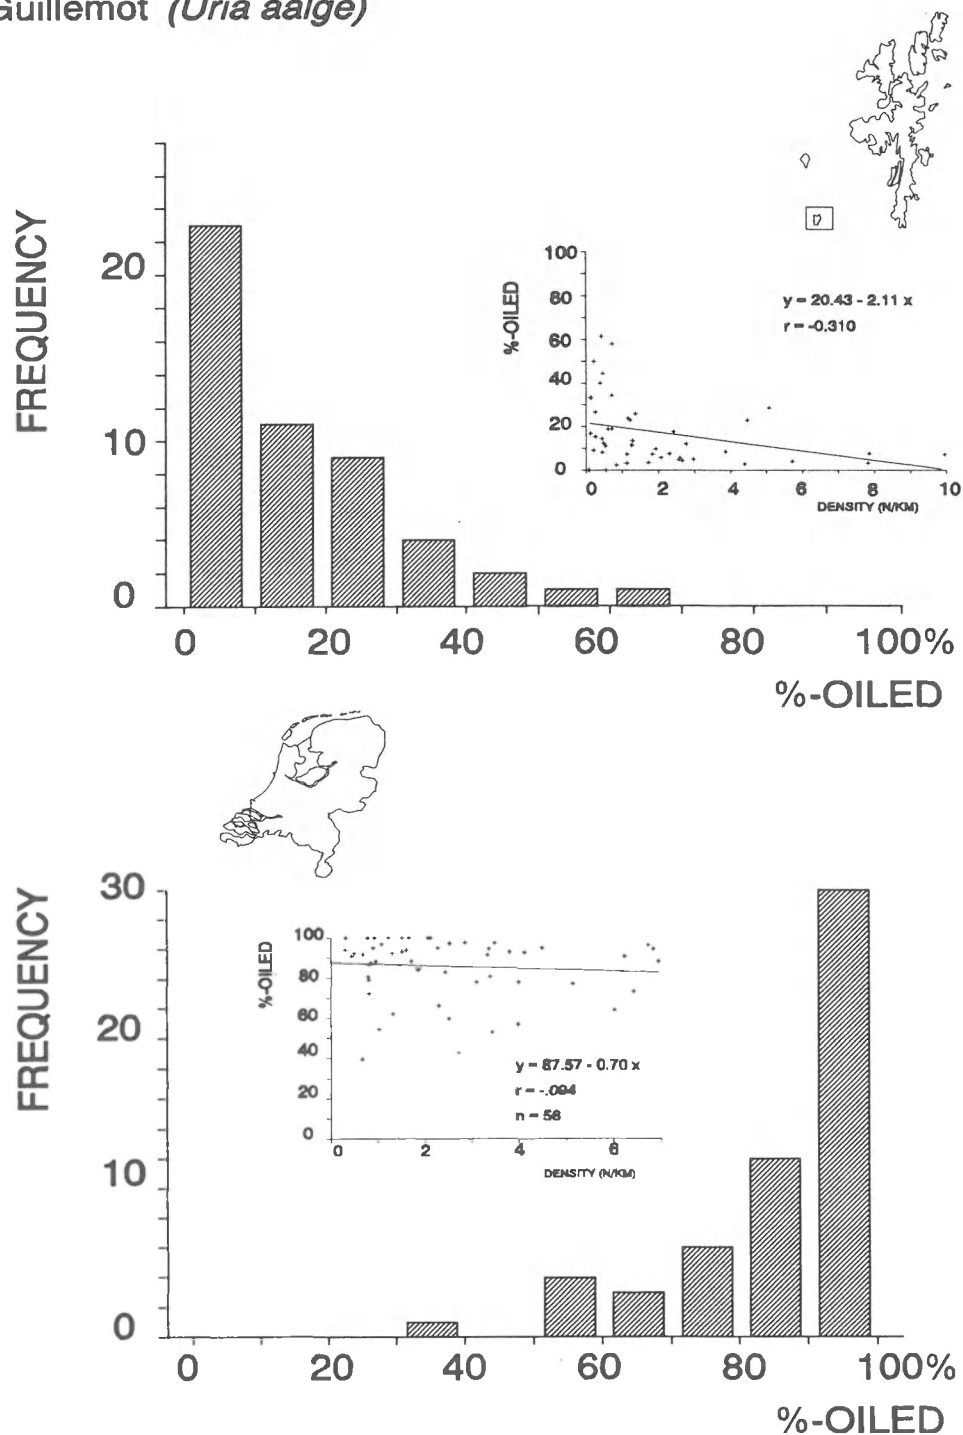 Guillemot (Uria aalge)
FREQUENCY
20
10
0
0 20 40 60 80 100%
%-OILED
%-OILED
100
80
60
40
20
0
0 2 4 6 8 10
DENSITY (N/KM)
y = 20.43 - 2.11 x
r = -0.310
FREQUENCY
30
20
10
0
0 20 40 60 80 100%
%-OILED
%-OILED
100
80
60
40
20
0
0 2 4 6
DENSITY (N/KM)
y = 87.57 - 0.70 x
r = -.094
n = 56